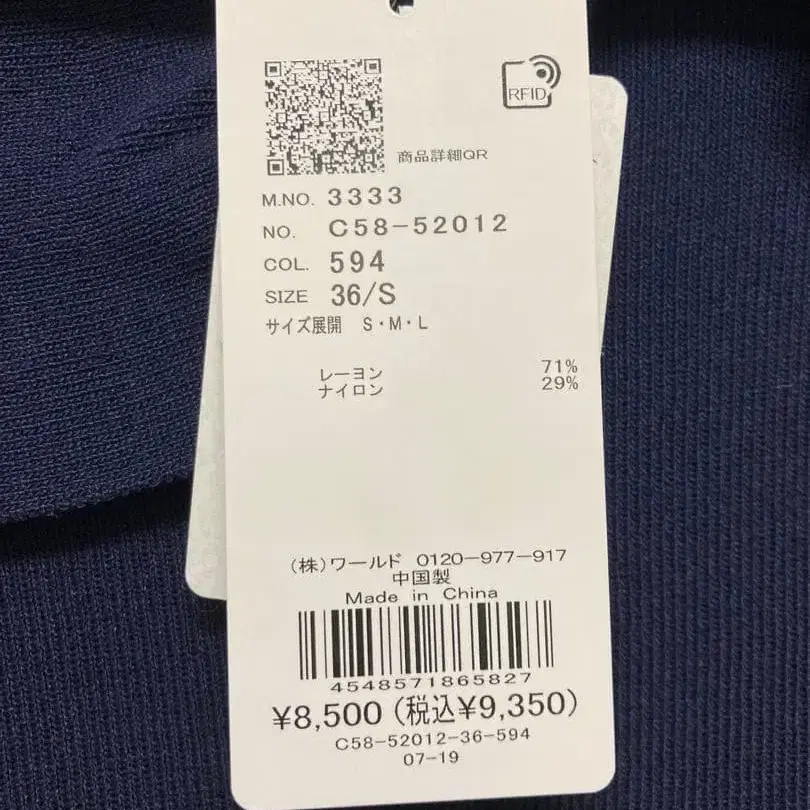 RFID
商品詳細QR
M.NO. 3333
NO. C58-52012
COL. 594
SIZE 36/S
サイズ展開 S・M・L
レーヨン 71%
ナイロン 29%
(株)ワールド 0120-977-917
中国製
Made in China
4548571865827
¥8,500(税込¥9,350)
C58-52012-36-594
07-19